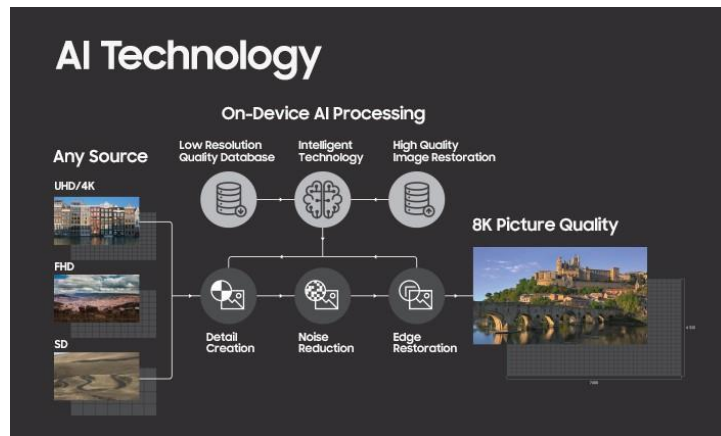 AI Technology
On-Device AI Processing
Any Source
Low Resolution
Quality Database
Intelligent
Technology
High Quality
Image Restoration
UHD/4K
FHD
SD
Detail
Creation
Noise
Reduction
Edge
Restoration
8K Picture Quality